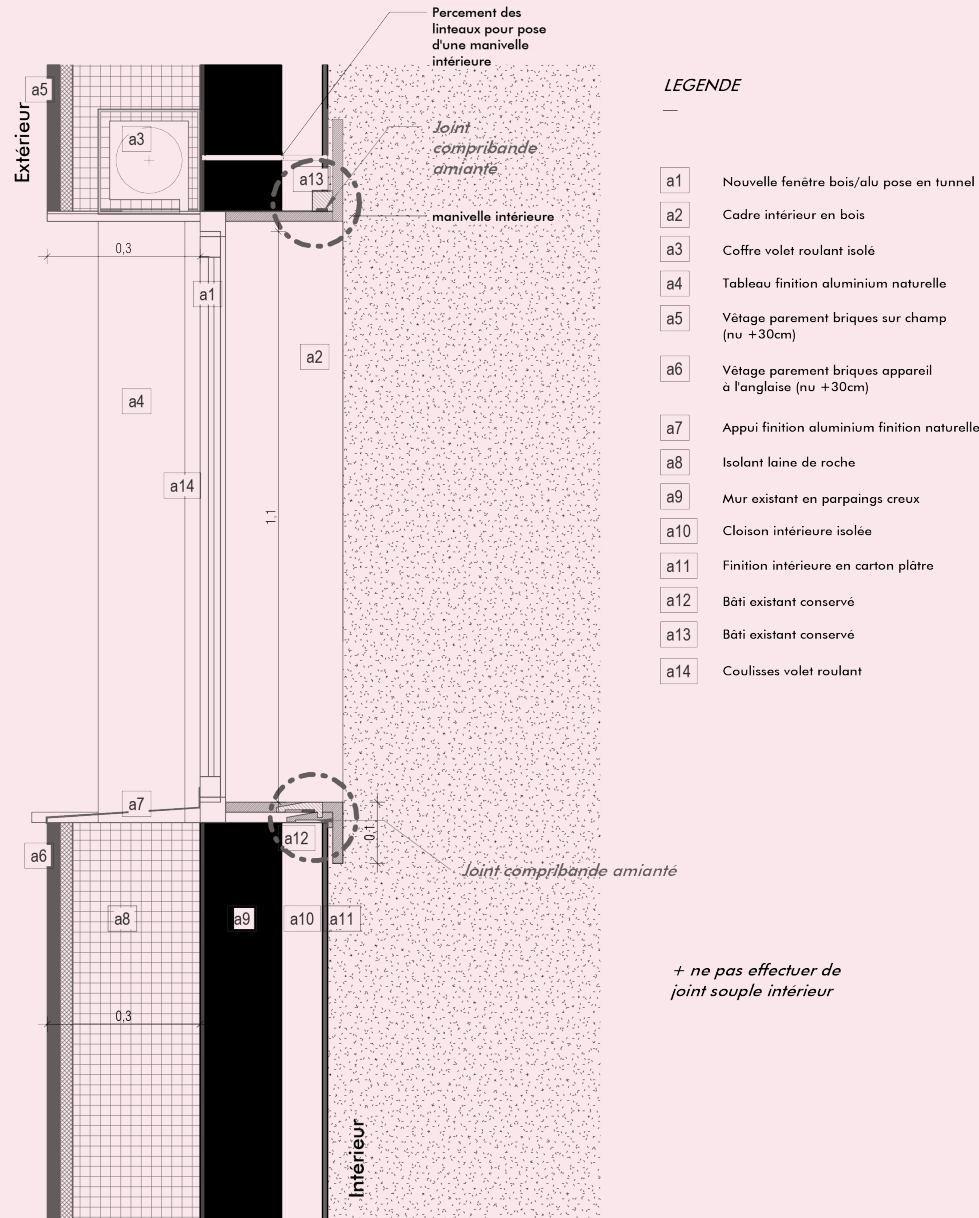 Percement des
linteaux pour pose
d'une manivelle
intérieure
Extérieur
a5
a3
a13
Joint
compribande
amianté
manivelle intérieure
0,3
a1
a2
a4
a14
1,1
a7
a12
0,1
a6
Joint compribande amianté
a8
a9
a10
a11
0,3
Intérieur
LEGENDE
a1 Nouvelle fenêtre bois/alu pose en tunnel
a2 Cadre intérieur en bois
a3 Coffre volet roulant isolé
a4 Tableau finition aluminium naturelle
a5 Vêtage parement briques sur champ
(nu +30cm)
a6 Vêtage parement briques appareil
à l'anglaise (nu +30cm)
a7 Appui finition aluminium finition naturelle
a8 Isolant laine de roche
a9 Mur existant en parpaings creux
a10 Cloison intérieure isolée
a11 Finition intérieure en carton plâtre
a12 Bâti existant conservé
a13 Bâti existant conservé
a14 Coulisses volet roulant
+ ne pas effectuer de
joint souple intérieur